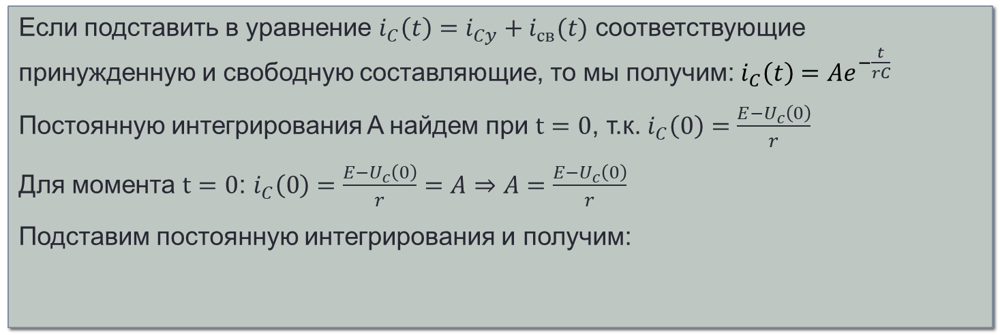 Если подставить в уравнение i_C(t) = i_{Cy} + i_{св}(t) соответствующие
принужденную и свободную составляющие, то мы получим: i_C(t) = Ae^{-\frac{t}{rC}}
Постоянную интегрирования А найдем при t = 0, т.к. i_C(0) = \frac{E-U_C(0)}{r}
Для момента t = 0: i_C(0) = \frac{E-U_C(0)}{r} = A ⇒ A = \frac{E-U_C(0)}{r}
Подставим постоянную интегрирования и получим: